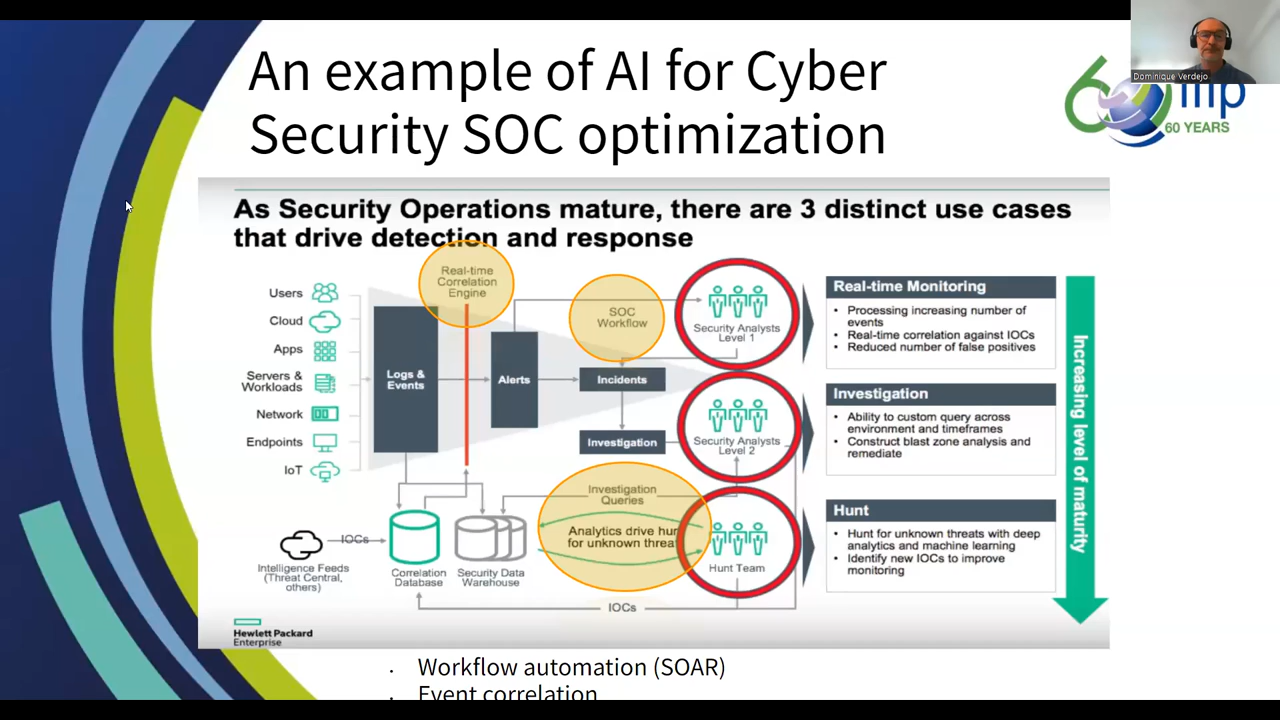 An example of AI for Cyber
Security SOC optimization
Dominique Verdejo
60 YEARS
As Security Operations mature, there are 3 distinct use cases
that drive detection and response
Users
Cloud
Apps
Servers &
Workloads
Network
Endpoints
IoT
Logs &
Events
Real-time
Correlation
Engine
Alerts
SOC
Workflow
Incidents
Investigation
Security Analysts
Level 1
Security Analysts
Level 2
Investigation
Queries
Analytics drive hun
for unknown threat
Hunt Team
Intelligence Feeds
(Threat Central,
others)
IOCs
Correlation
Database
Security Data
Warehouse
IOCs
Real-time Monitoring
• Processing increasing number of
events
• Real-time correlation against IOCs
• Reduced number of false positives
Investigation
• Ability to custom query across
environment and timeframes
• Construct blast zone analysis and
remediate
Hunt
• Hunt for unknown threats with deep
analytics and machine learning
• Identify new IOCs to improve
monitoring
Increasing level of maturity
Hewlett Packard
Enterprise
· Workflow automation (SOAR)
· Event correlation